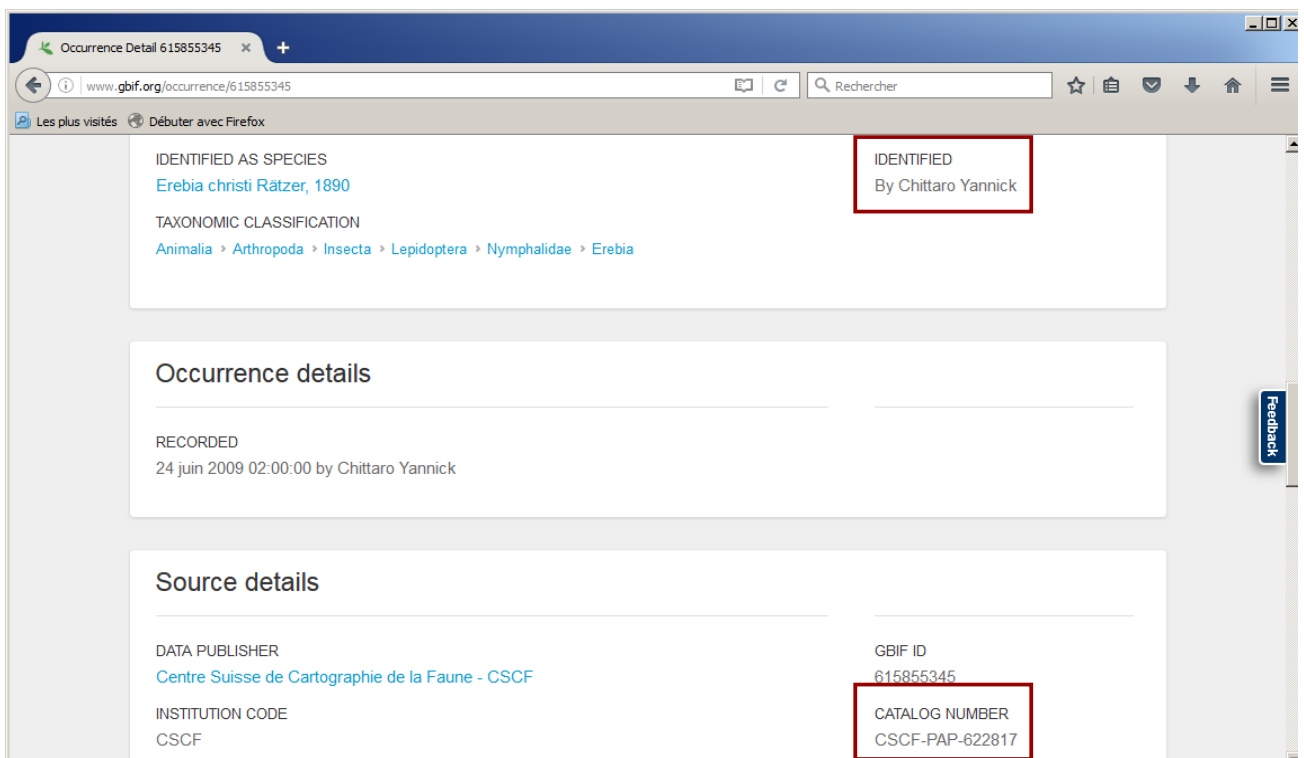 Occurrence Detail 615855345
www.gbif.org/occurrence/615855345
Rechercher
Les plus visités Débuter avec Firefox
IDENTIFIED AS SPECIES
Erebia christi Rätzer, 1890
IDENTIFIED
By Chittaro Yannick
TAXONOMIC CLASSIFICATION
Animalia > Arthropoda > Insecta > Lepidoptera > Nymphalidae > Erebia
Occurrence details
RECORDED
24 juin 2009 02:00:00 by Chittaro Yannick
Feedback
Source details
DATA PUBLISHER
Centre Suisse de Cartographie de la Faune - CSCF
GBIF ID
615855345
INSTITUTION CODE
CSCF
CATALOG NUMBER
CSCF-PAP-622817